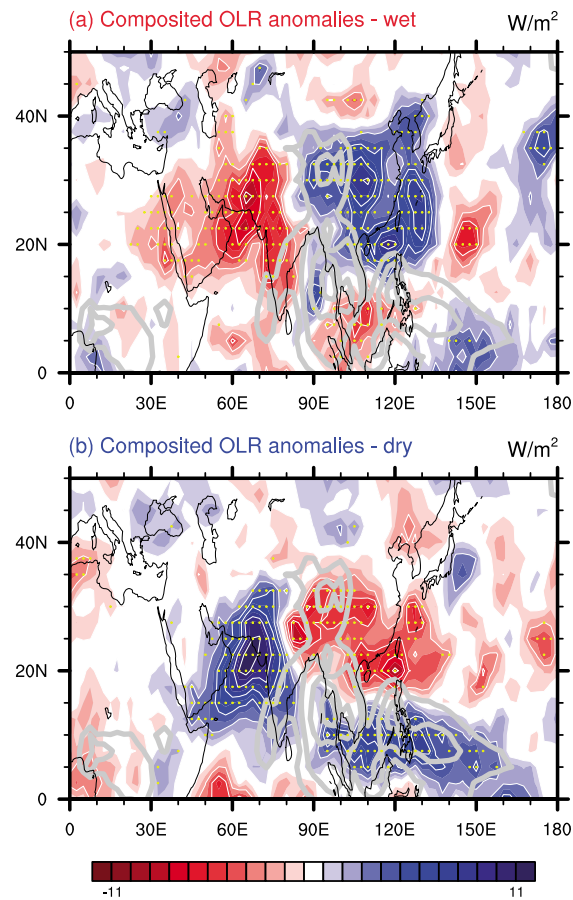 (a) Composited OLR anomalies - wet W/m²
40N
20N
0
0 30E 60E 90E 120E 150E 180
(b) Composited OLR anomalies - dry W/m²
40N
20N
0
0 30E 60E 90E 120E 150E 180
-11 11